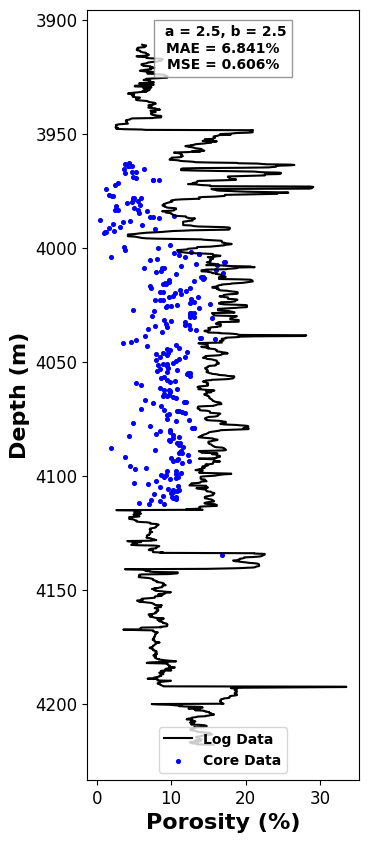 a = 2.5, b = 2.5
MAE = 6.841%
MSE = 0.606%
3900
3950
4000
4050
4100
4150
4200
Depth (m)
Log Data
Core Data
0 10 20 30
Porosity (%)